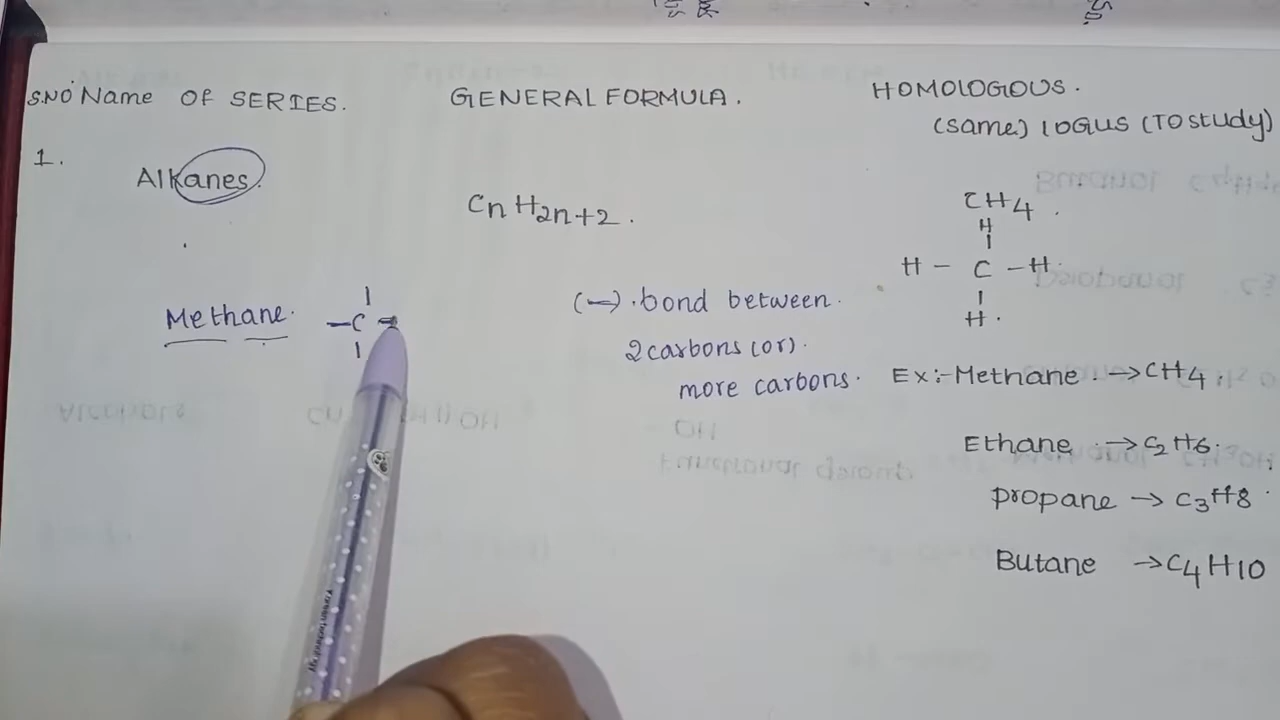 S.NO Name OF SERIES. GENERAL FORMULA. HOMOLOGOUS.
(same) LOGUS (TO study)
1.
Alkanes.
CnH2n+2.
CH4.
H
|
H - C - H.
|
H.
Methane. -C-
(-) . bond between.
2 carbons (or).
more carbons.
Ex:- Methane. → CH4.
Ethane. → C2H6.
propane → C3H8
Butane → C4H10